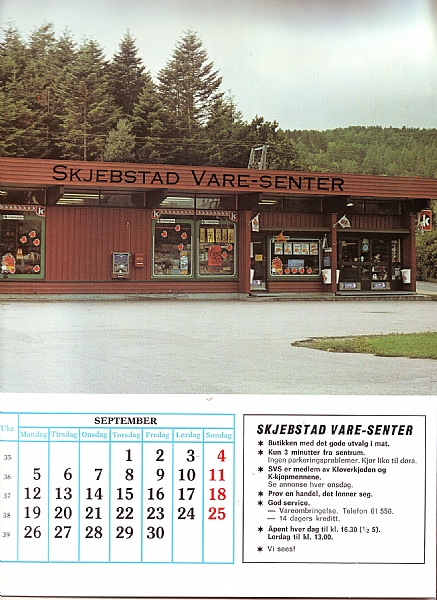 SKJEBSTAD VARE-SENTER
k
k
SEPTEMBER
Uke Mandag Tirsdag Onsdag Torsdag Fredag Lørdag Søndag
35 1 2 3 4
36 5 6 7 8 9 10 11
37 12 13 14 15 16 17 18
38 19 20 21 22 23 24 25
39 26 27 28 29 30
SKJEBSTAD VARE-SENTER
✶ Butikken med det gode utvalg i mat.
✶ Kun 3 minutter fra sentrum.
Ingen parkeringsproblemer. Kjør like til døra.
✶ SVS er medlem av Kløverkjeden og
K-kjøpmennene.
Se annonse hver onsdag.
✶ Prøv en handel, det lønner seg.
✶ God service.
— Vareombringelse. Telefon 61 556.
— 14 dagers kreditt.
✶ Åpent hver dag til kl. 16.30 (½ 5).
Lørdag til kl. 13.00.
✶ Vi sees!